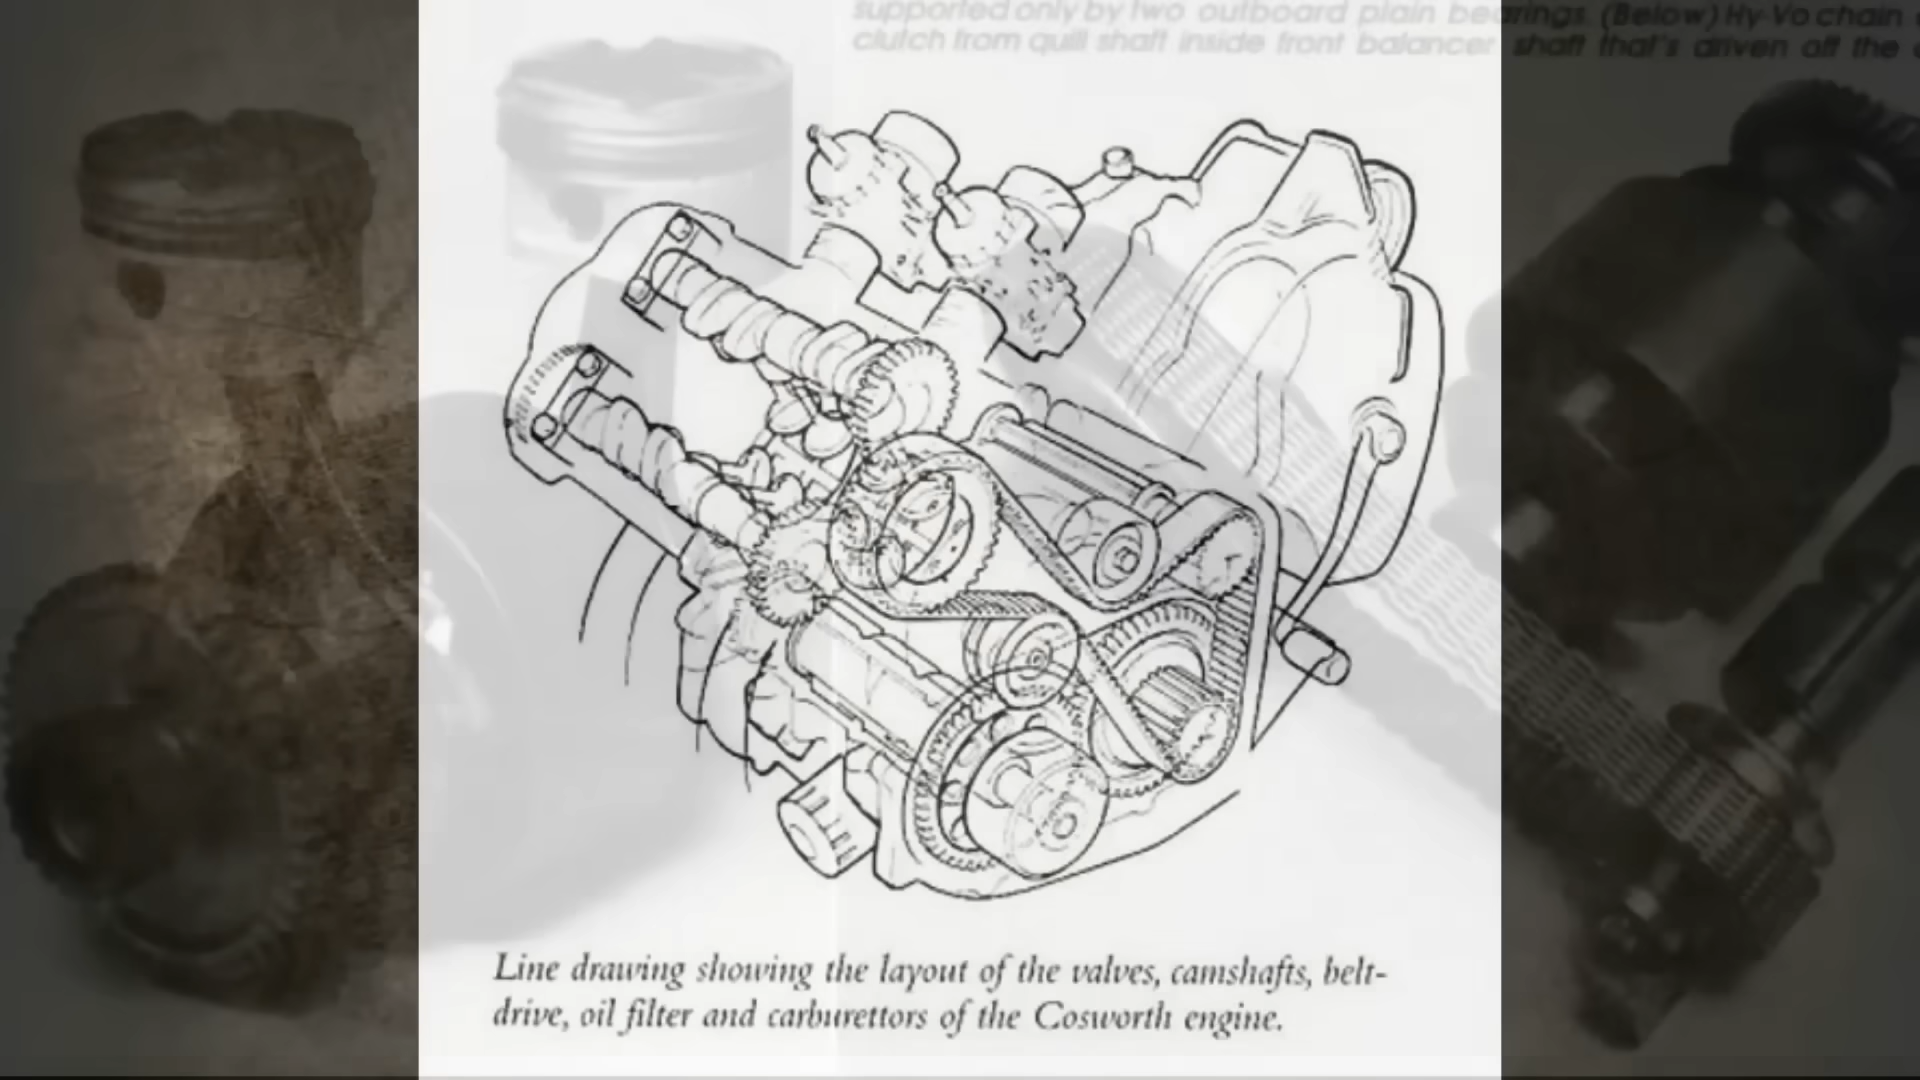 supported only by two outboard plain bearings. (Below) Hy-Vo chain
clutch from quill shaft inside front balancer shaft that's driven off the
Line drawing showing the layout of the valves, camshafts, belt-
drive, oil filter and carburettors of the Cosworth engine.